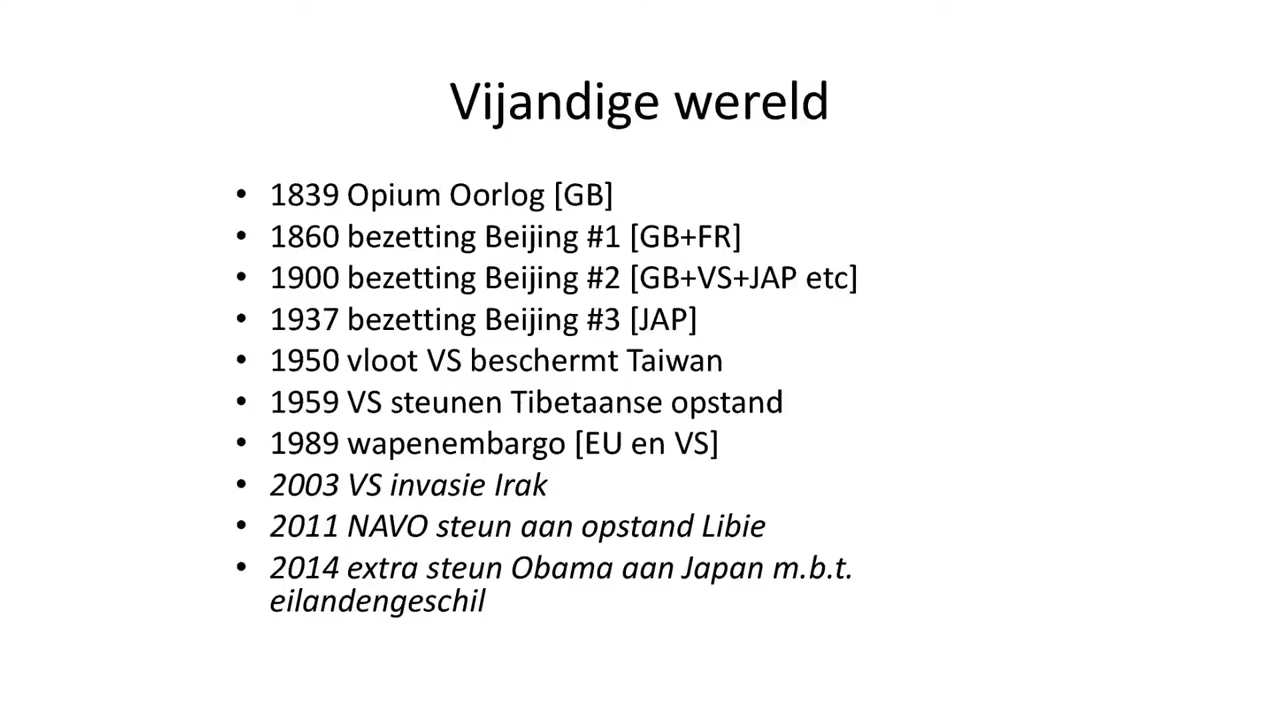 Vijandige wereld
• 1839 Opium Oorlog [GB]
• 1860 bezetting Beijing #1 [GB+FR]
• 1900 bezetting Beijing #2 [GB+VS+JAP etc]
• 1937 bezetting Beijing #3 [JAP]
• 1950 vloot VS beschermt Taiwan
• 1959 VS steunen Tibetaanse opstand
• 1989 wapenembargo [EU en VS]
• 2003 VS invasie Irak
• 2011 NAVO steun aan opstand Libie
• 2014 extra steun Obama aan Japan m.b.t.
eilandengeschil